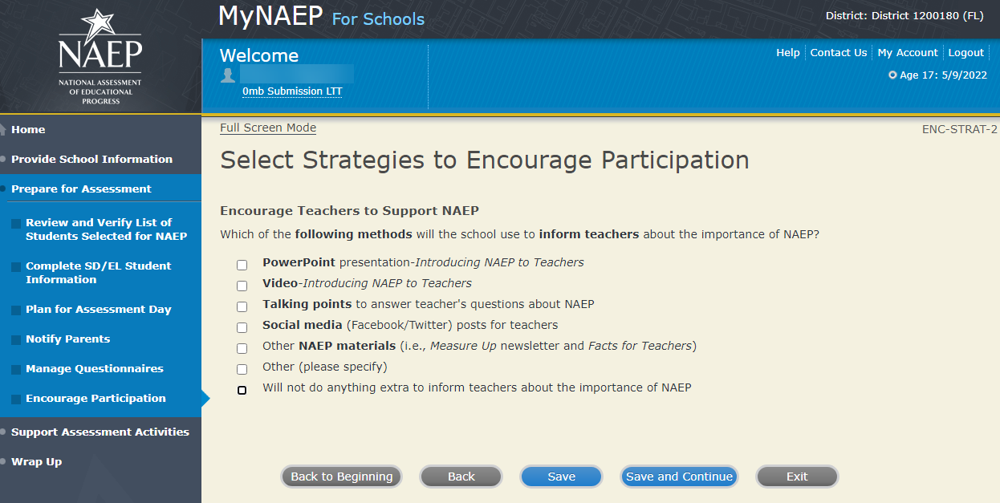 NAEP
NATIONAL ASSESSMENT
OF EDUCATIONAL
PROGRESS
MyNAEP For Schools
District: District 1200180 (FL)
Welcome
0mb Submission LTT
Help
Contact Us
My Account
Logout
Age 17: 5/9/2022
Home
Provide School Information
Prepare for Assessment
Review and Verify List of
Students Selected for NAEP
Complete SD/EL Student
Information
Plan for Assessment Day
Notify Parents
Manage Questionnaires
Encourage Participation
Support Assessment Activities
Wrap Up
Full Screen Mode
ENC-STRAT-2
Select Strategies to Encourage Participation
Encourage Teachers to Support NAEP
Which of the following methods will the school use to inform teachers about the importance of NAEP?
PowerPoint presentation-Introducing NAEP to Teachers
Video-Introducing NAEP to Teachers
Talking points to answer teacher's questions about NAEP
Social media (Facebook/Twitter) posts for teachers
Other NAEP materials (i.e., Measure Up newsletter and Facts for Teachers)
Other (please specify)
Will not do anything extra to inform teachers about the importance of NAEP
Back to Beginning
Back
Save
Save and Continue
Exit